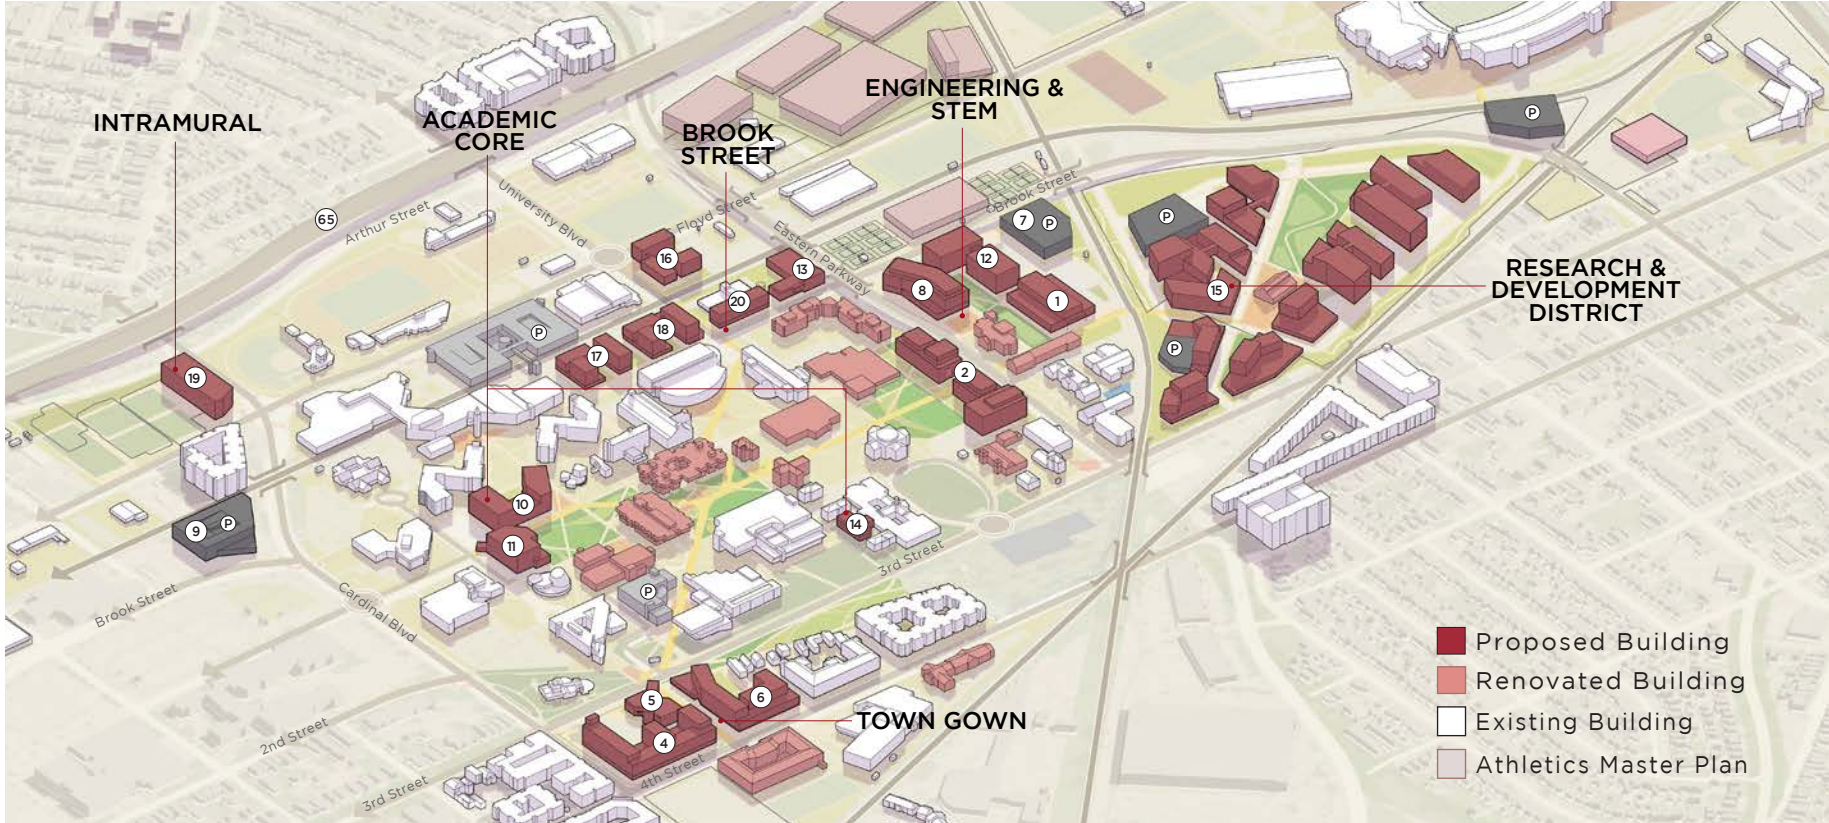 INTRAMURAL
ACADEMIC
CORE
BROOK
STREET
ENGINEERING &
STEM
RESEARCH &
DEVELOPMENT
DISTRICT
TOWN GOWN
65
Arthur Street
University Blvd
Floyd Street
Eastern Parkway
Brook Street
P
7
P
P
16
13
12
8
1
20
15
P
18
17
P
2
19
10
14
11
9
P
3rd Street
P
Brook Street
Cardinal Blvd
5
6
4
2nd Street
3rd Street
4th Street
P
Proposed Building
Renovated Building
Existing Building
Athletics Master Plan